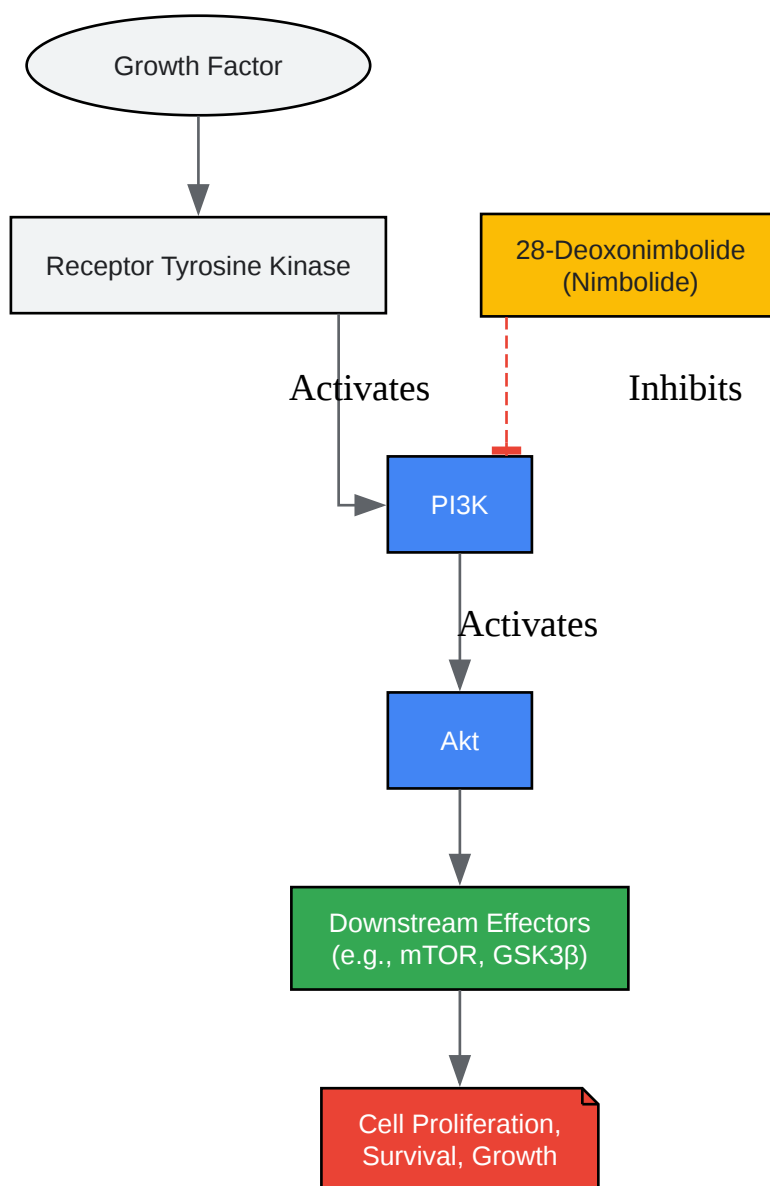 Growth Factor
Receptor Tyrosine Kinase
28-Deoxonimbolide
(Nimbolide)
Activates
Inhibits
PI3K
Activates
Akt
Downstream Effectors
(e.g., mTOR, GSK3β)
Cell Proliferation,
Survival, Growth